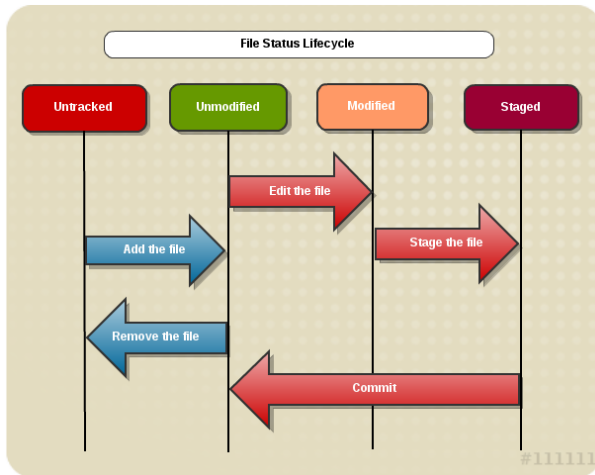 File Status Lifecycle
Untracked
Unmodified
Modified
Staged
Edit the file
Add the file
Stage the file
Remove the file
Commit
#111111